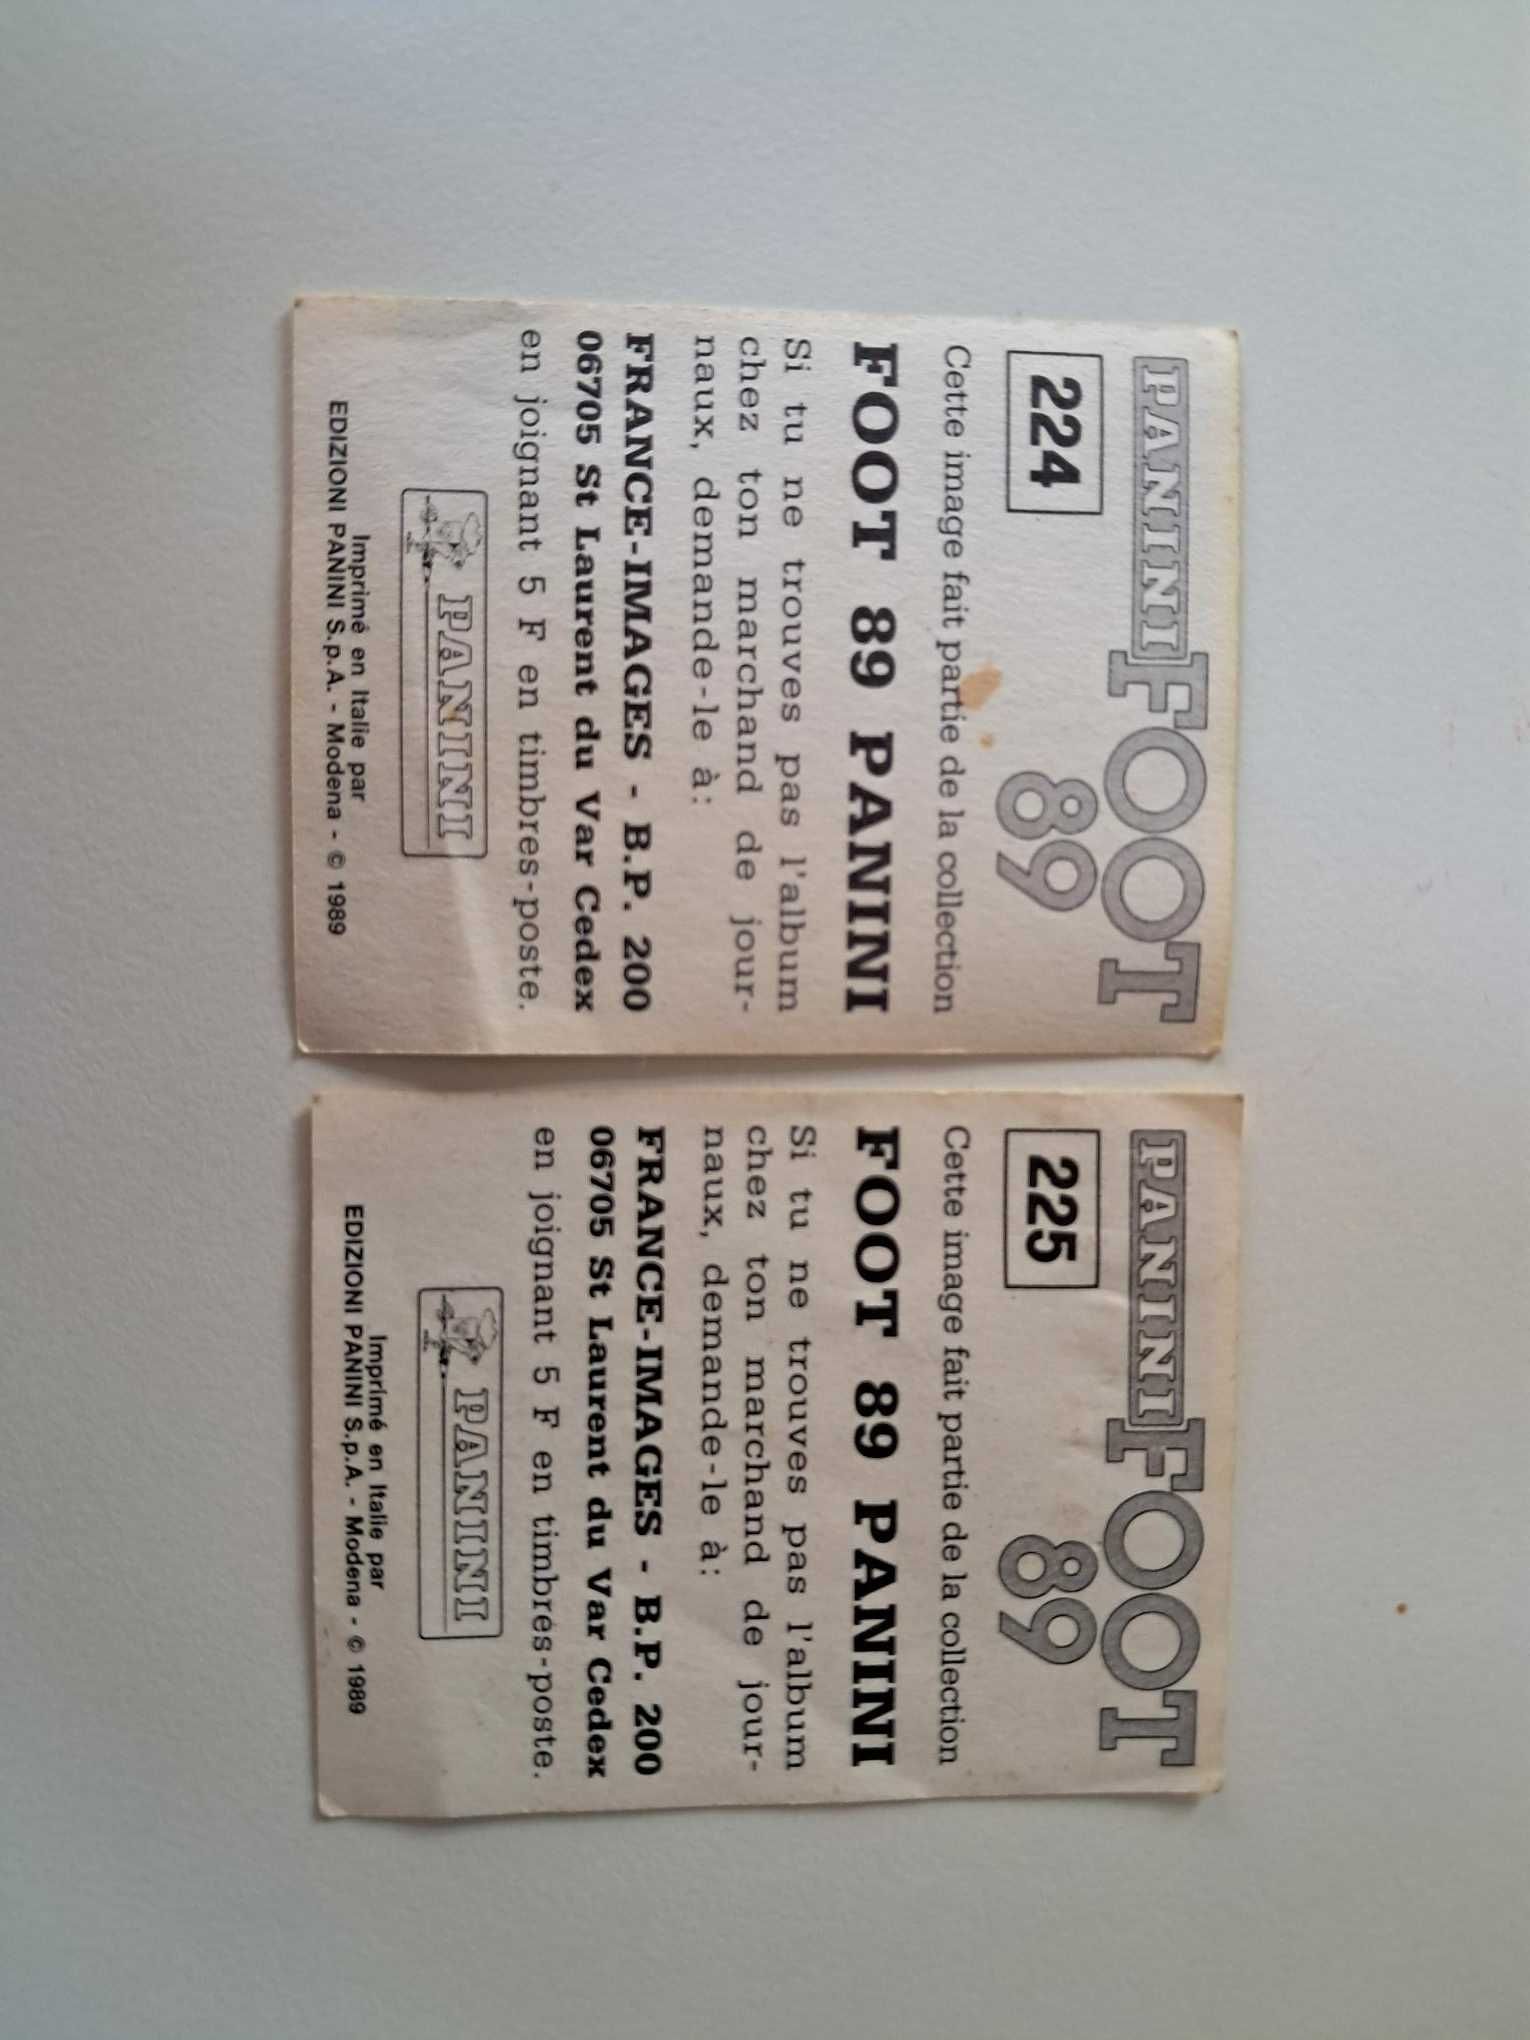 PANINI FOOT
89
224
Cette image fait partie de la collection
FOOT 89 PANINI
Si tu ne trouves pas l'album
chez ton marchand de jour-
naux, demande-le à:
FRANCE-IMAGES - B.P. 200
06705 St Laurent du Var Cedex
en joignant 5 F en timbres-poste.
PANINI
Imprimé en Italie par
EDIZIONI PANINI S.p.A. - Modena - © 1989
PANINI FOOT
89
225
Cette image fait partie de la collection
FOOT 89 PANINI
Si tu ne trouves pas l'album
chez ton marchand de jour-
naux, demande-le à:
FRANCE-IMAGES - B.P. 200
06705 St Laurent du Var Cedex
en joignant 5 F en timbres-poste.
PANINI
Imprimé en Italie par
EDIZIONI PANINI S.p.A. - Modena - © 1989